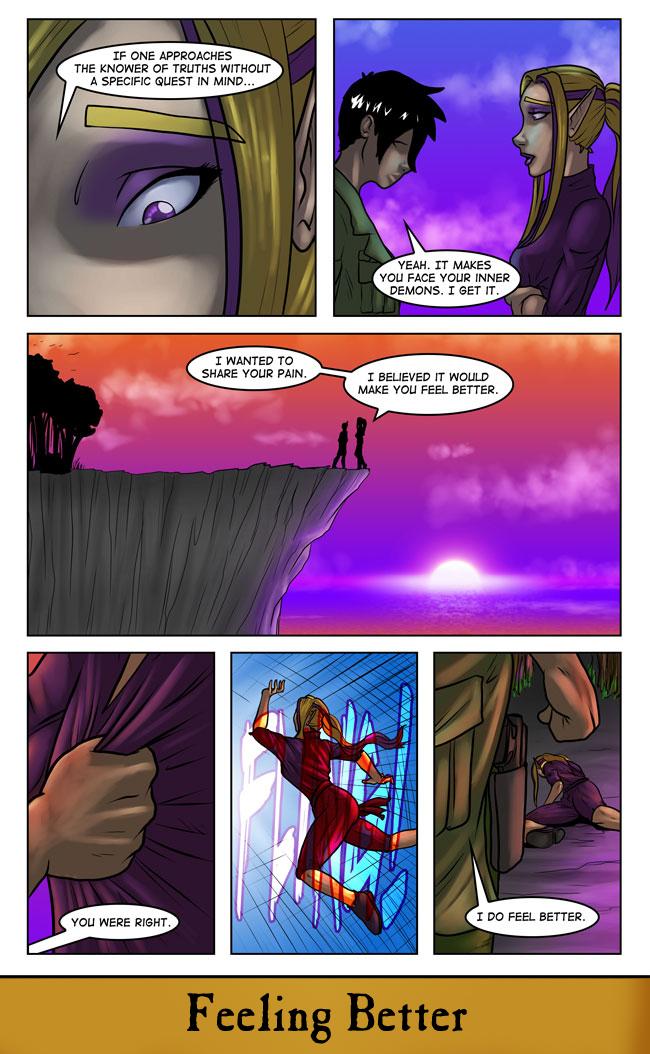 IF ONE APPROACHES
THE KNOWER OF TRUTHS WITHOUT
A SPECIFIC QUEST IN MIND...
YEAH. IT MAKES
YOU FACE YOUR INNER
DEMONS. I GET IT.
I WANTED TO
SHARE YOUR PAIN.
I BELIEVED IT WOULD
MAKE YOU FEEL BETTER.
YOU WERE RIGHT.
I DO FEEL BETTER.
Feeling Better